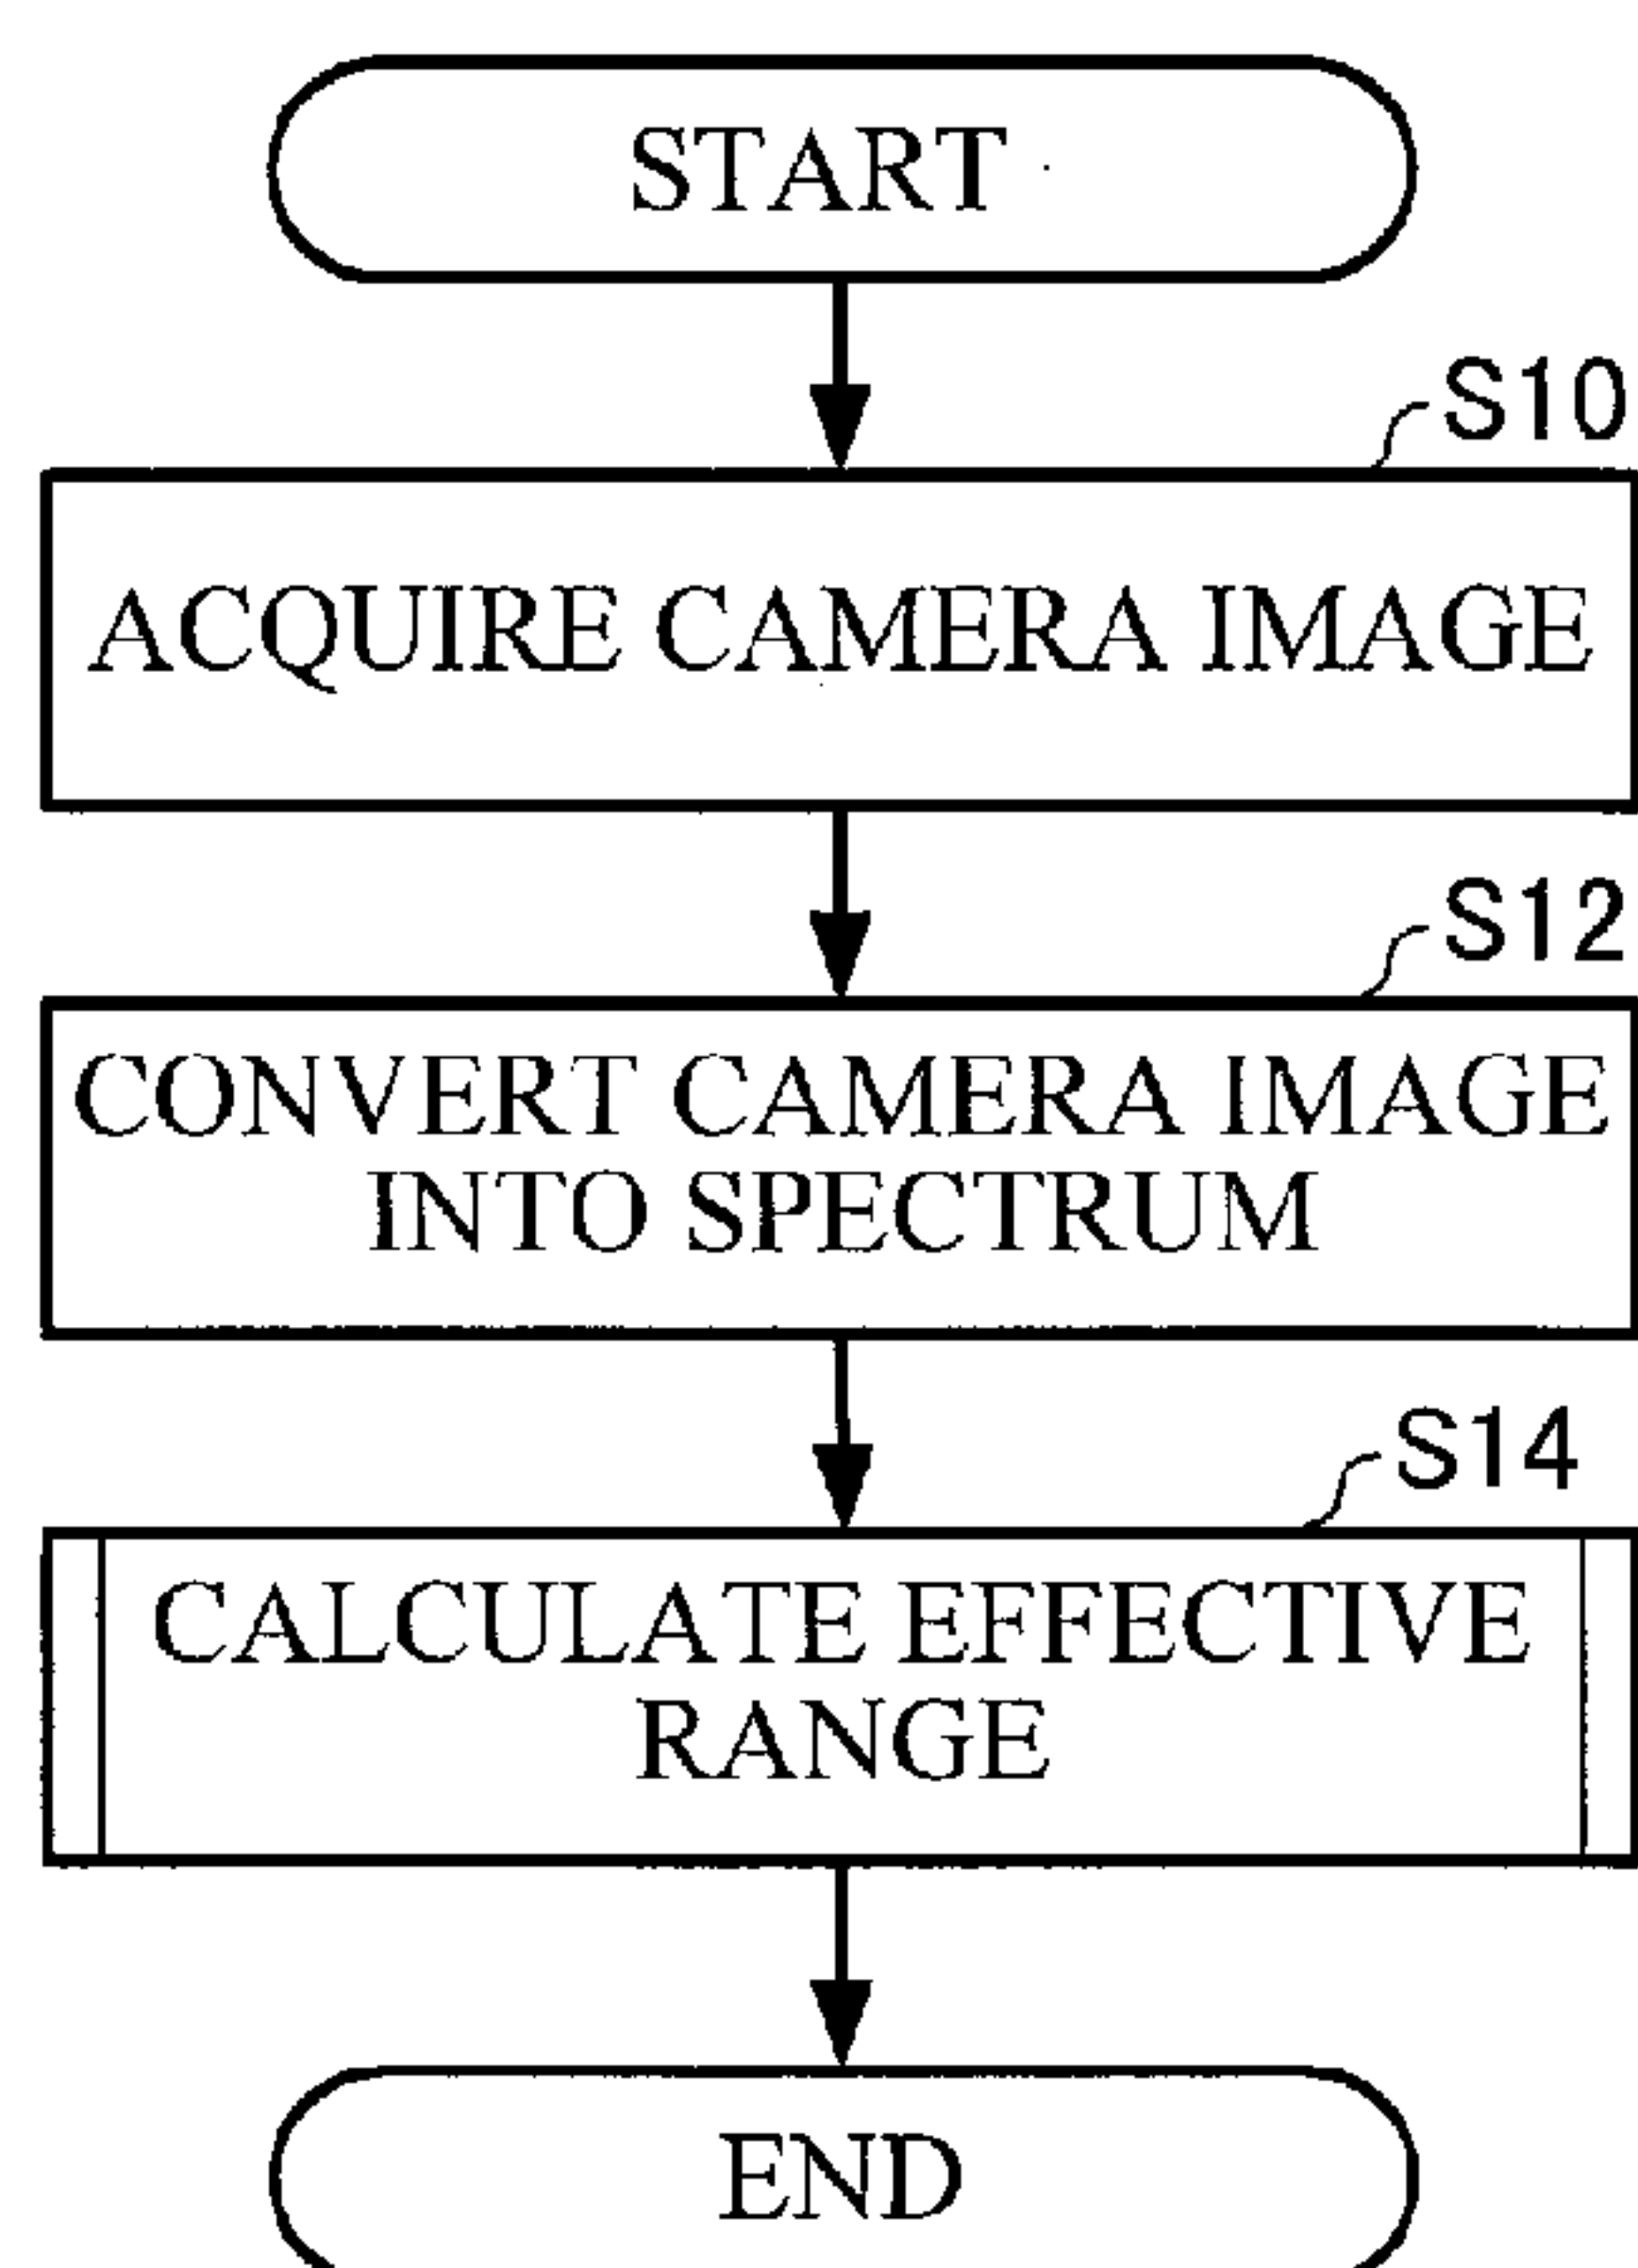 START
S10
ACQUIRE CAMERA IMAGE
S12
CONVERT CAMERA IMAGE
INTO SPECTRUM
S14
CALCULATE EFFECTIVE
RANGE
END